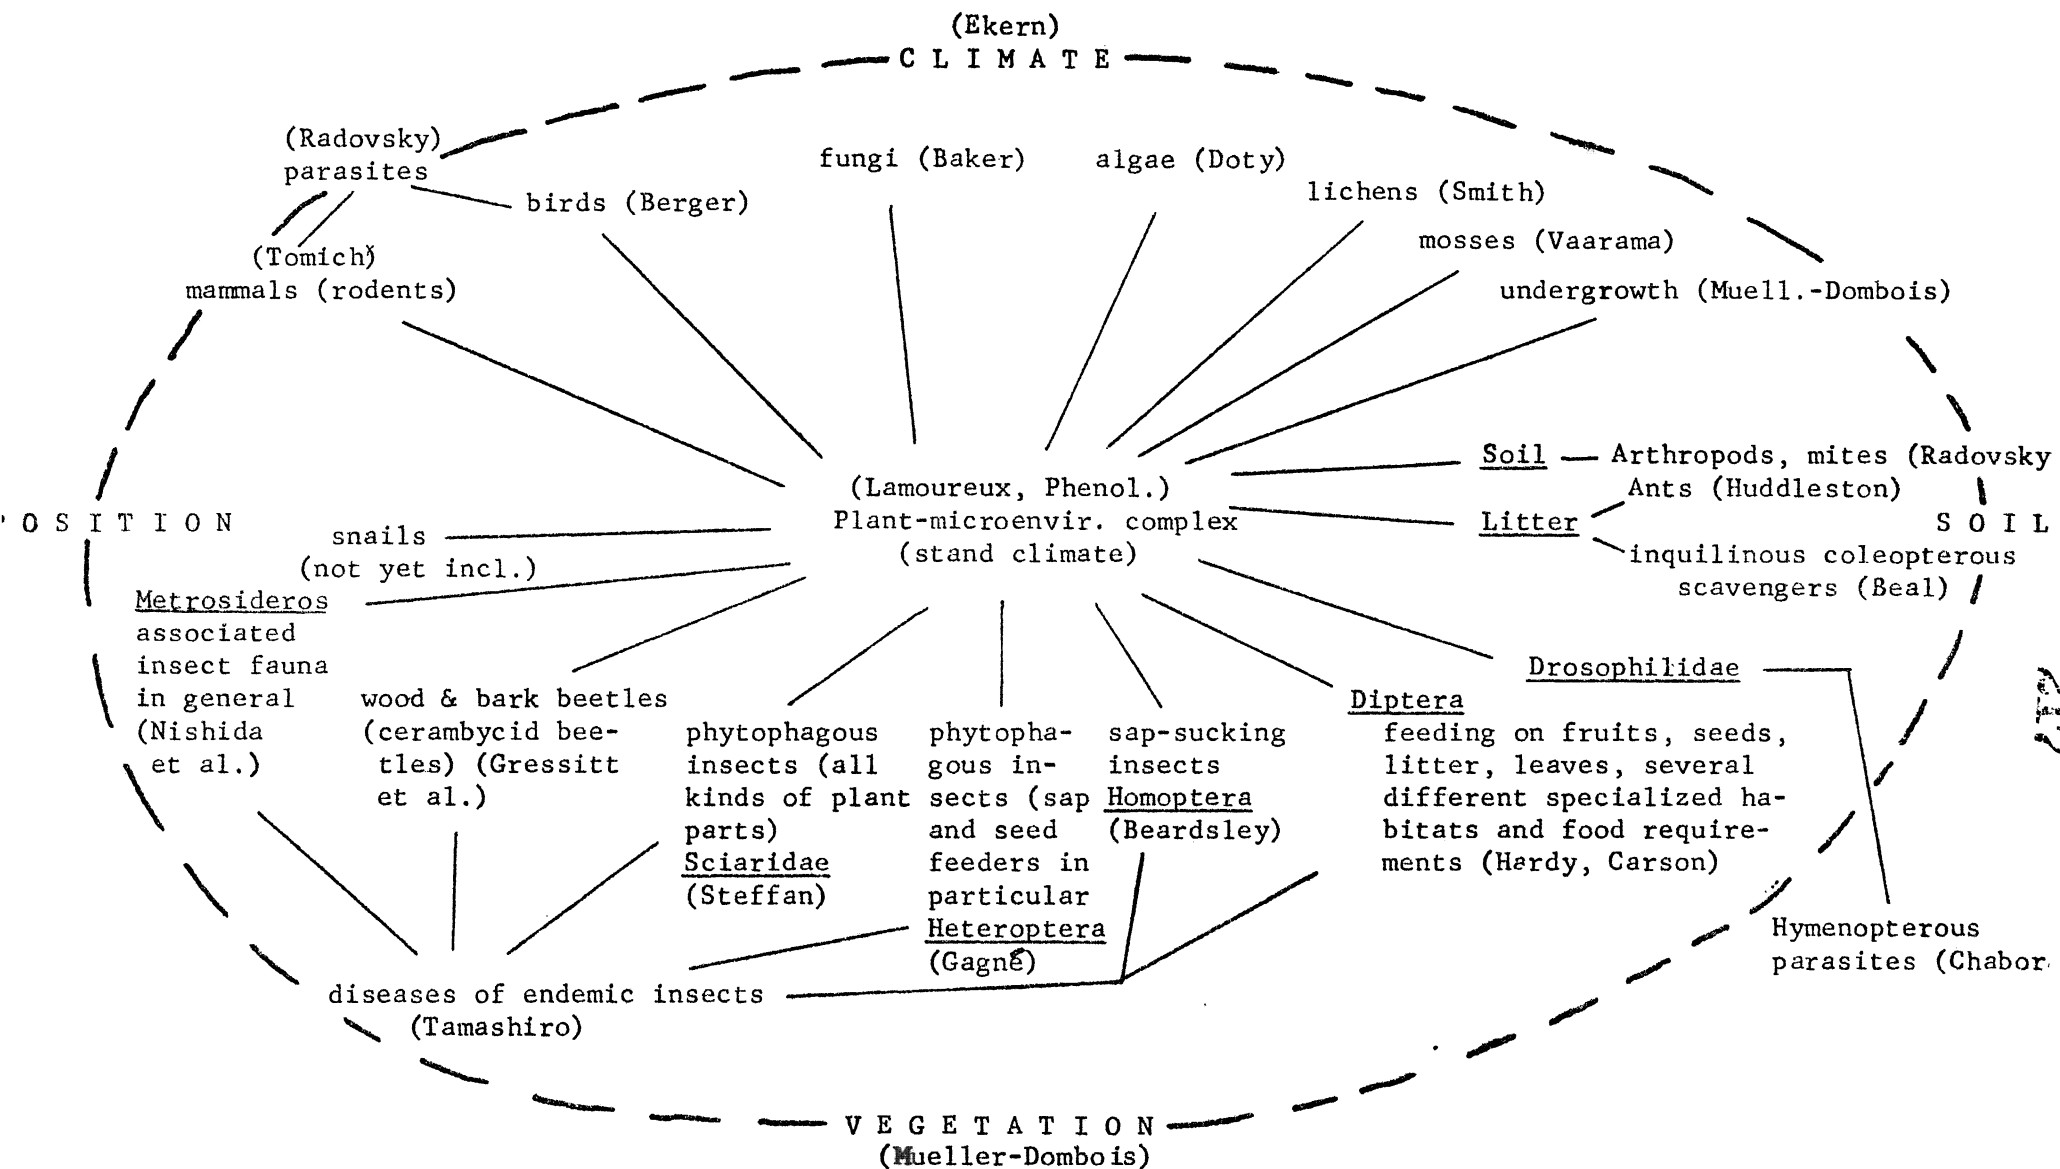 (Ekern)
C L I M A T E
(Radovsky)
parasites
birds (Berger)
fungi (Baker)
algae (Doty)
lichens (Smith)
mosses (Vaarama)
undergrowth (Muell.-Dombois)
(Tomich)
mammals (rodents)
Soil
Arthropods, mites (Radovsky
Ants (Huddleston)
Litter
inquilinous coleopterous
scavengers (Beal)
S O I L
(Lamoureux, Phenol.)
Plant-microenvir. complex
(stand climate)
O S I T I O N
snails
(not yet incl.)
Metrosideros
associated
insect fauna
in general
(Nishida
et al.)
wood & bark beetles
(cerambycid bee-
tles) (Gressitt
et al.)
phytophagous
insects (all
kinds of plant
parts)
Sciaridae
(Steffan)
phytopha-
gous in-
sects (sap
and seed
feeders in
particular
Heteroptera
(Gagné)
sap-sucking
insects
Homoptera
(Beardsley)
Diptera
feeding on fruits, seeds,
litter, leaves, several
different specialized ha-
bitats and food require-
ments (Hardy, Carson)
Drosophilidae
Hymenopterous
parasites (Chabor
diseases of endemic insects
(Tamashiro)
V E G E T A T I O N
(Mueller-Dombois)